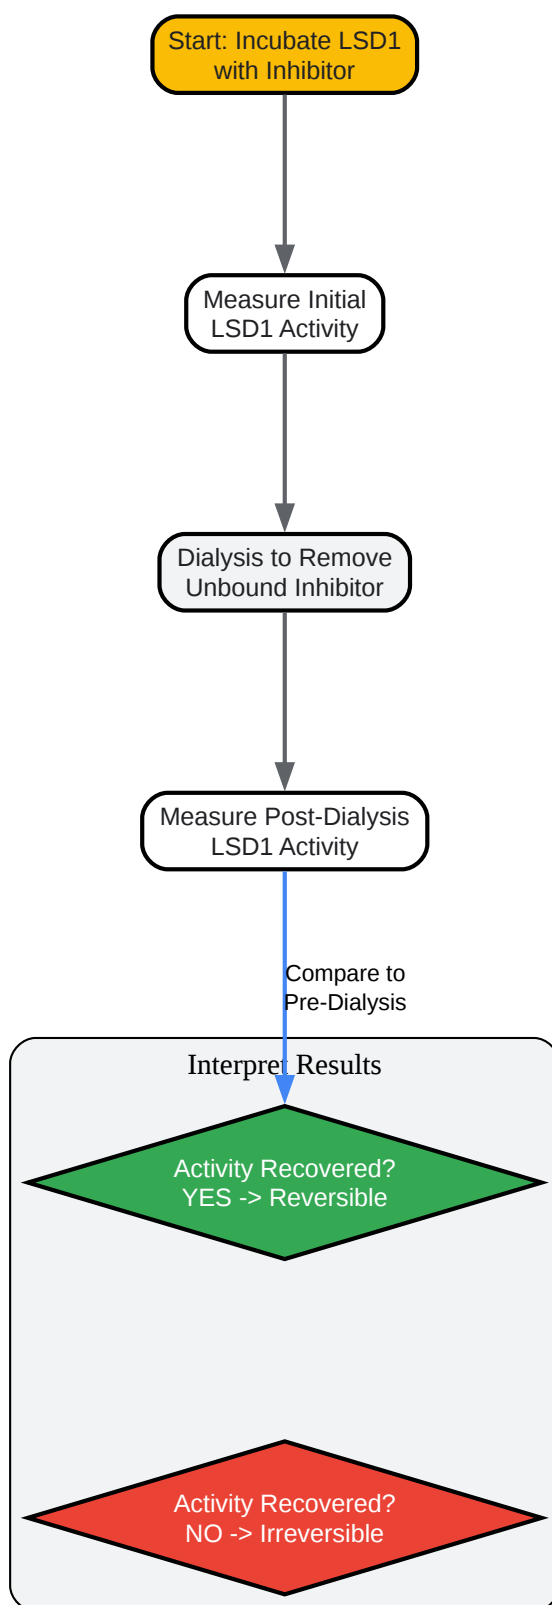 Start: Incubate LSD1
with Inhibitor
Measure Initial
LSD1 Activity
Dialysis to Remove
Unbound Inhibitor
Measure Post-Dialysis
LSD1 Activity
Compare to
Pre-Dialysis
Interpret Results
Activity Recovered?
YES -> Reversible
Activity Recovered?
NO -> Irreversible